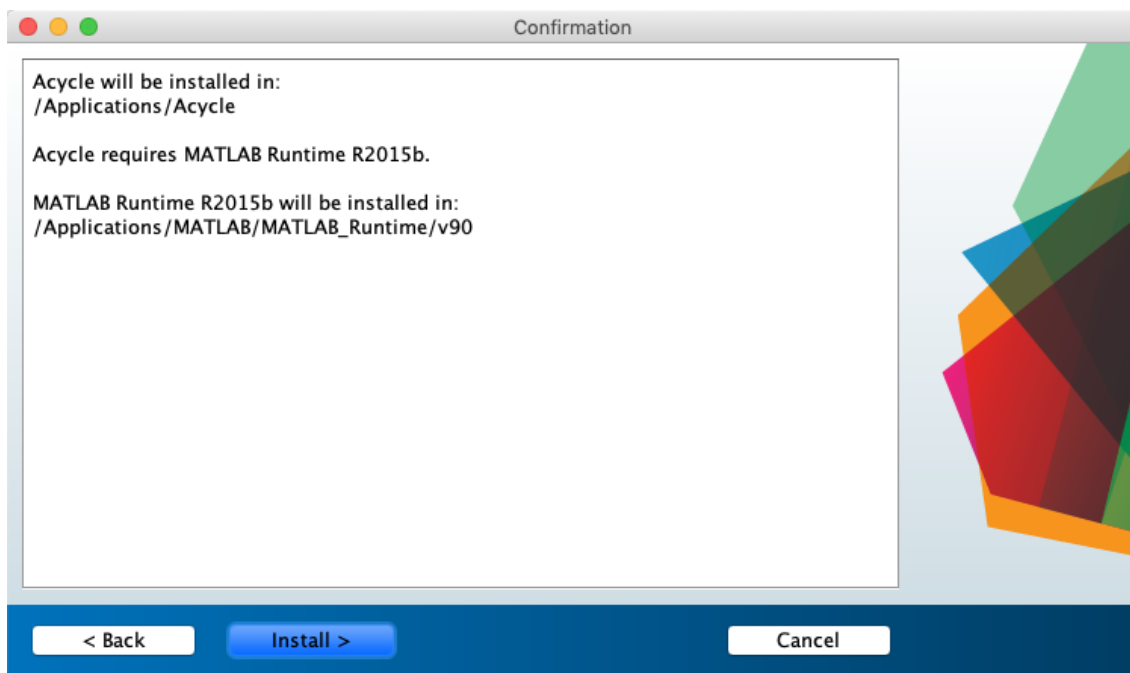 Confirmation
Acycle will be installed in:
/Applications/Acycle
Acycle requires MATLAB Runtime R2015b.
MATLAB Runtime R2015b will be installed in:
/Applications/MATLAB/MATLAB_Runtime/v90
< Back
Install >
Cancel